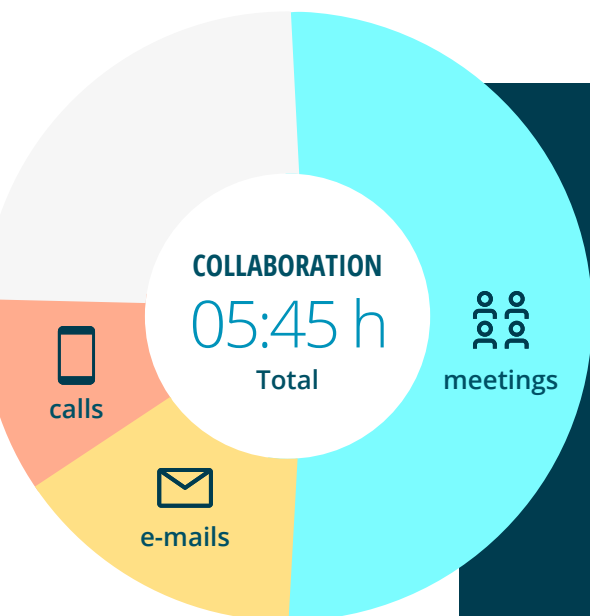 COLLABORATION
05:45 h
Total
meetings
calls
e-mails